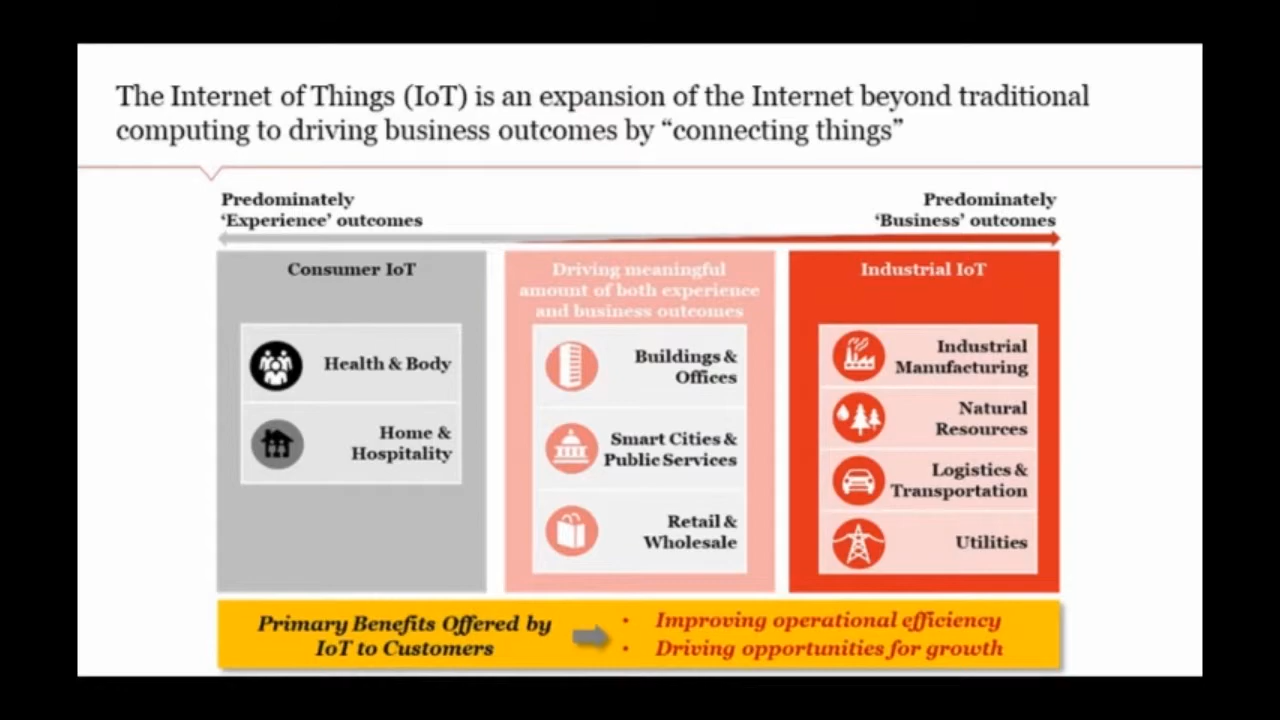 The Internet of Things (IoT) is an expansion of the Internet beyond traditional
computing to driving business outcomes by “connecting things”
Predominately
‘Experience’ outcomes
Predominately
‘Business’ outcomes
Consumer IoT
Health & Body
Home &
Hospitality
Driving meaningful
amount of both experience
and business outcomes
Buildings &
Offices
Smart Cities &
Public Services
Retail &
Wholesale
Industrial IoT
Industrial
Manufacturing
Natural
Resources
Logistics &
Transportation
Utilities
Primary Benefits Offered by
IoT to Customers
• Improving operational efficiency
• Driving opportunities for growth